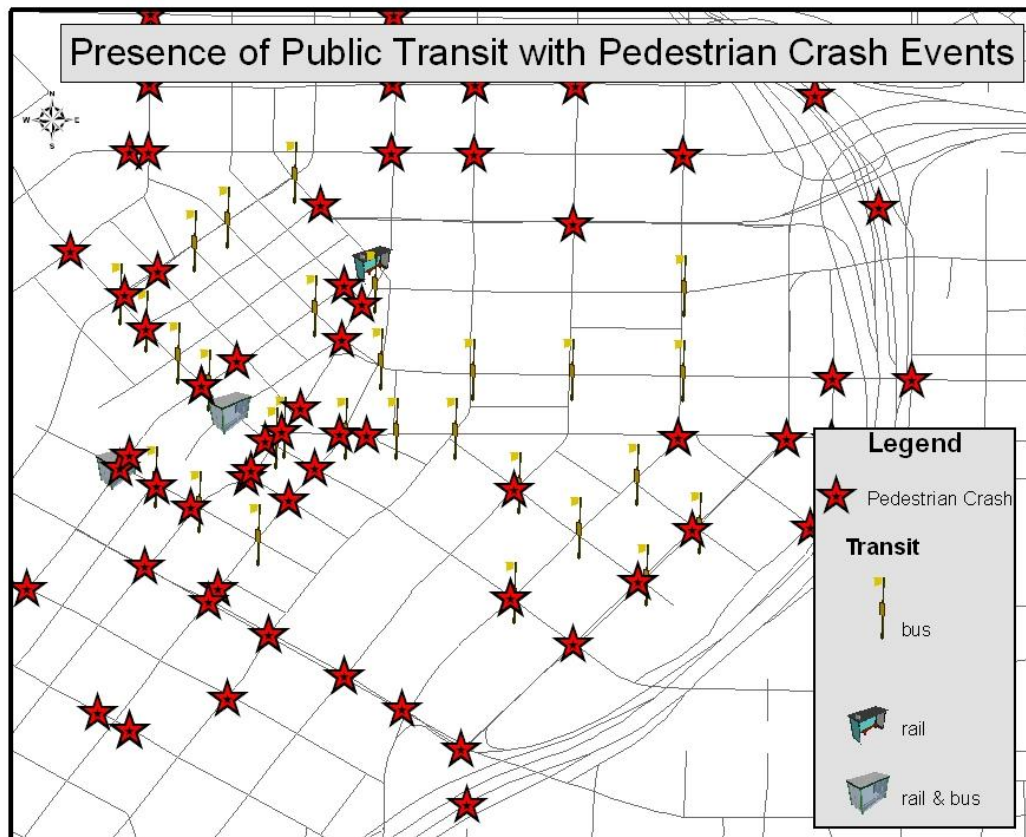 Presence of Public Transit with Pedestrian Crash Events
N
W E
S
Legend
Pedestrian Crash
Transit
bus
rail
rail & bus